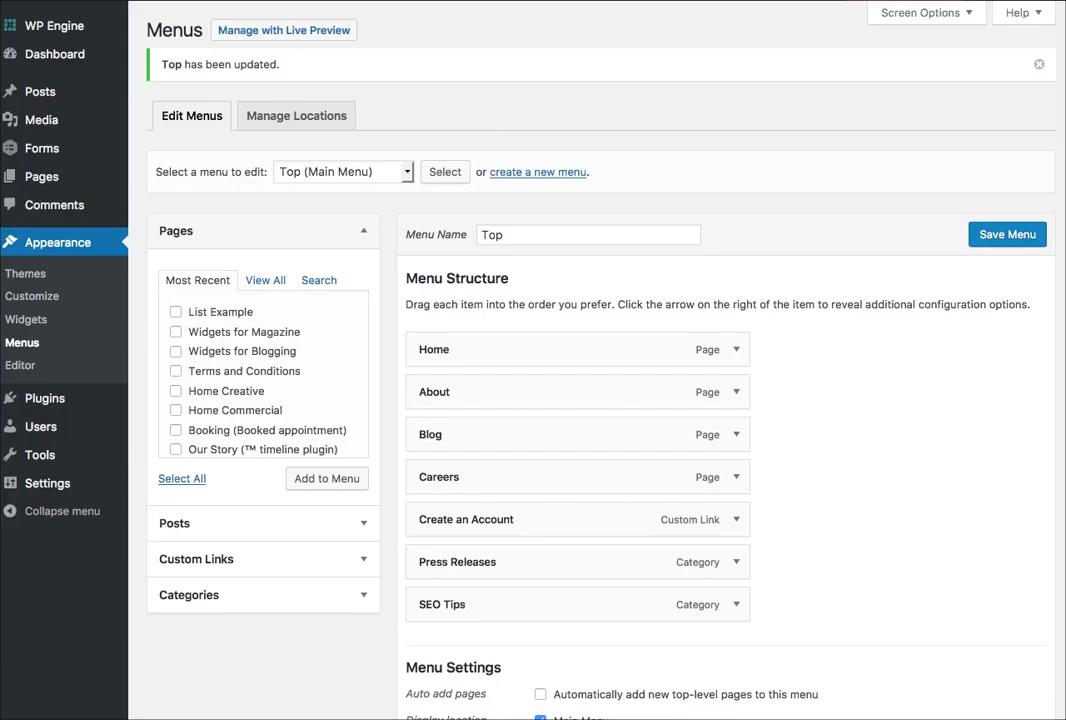 WP Engine
Dashboard
Posts
Media
Forms
Pages
Comments
Appearance
Themes
Customize
Widgets
Menus
Editor
Plugins
Users
Tools
Settings
Collapse menu
Screen Options
Help
Menus
Manage with Live Preview
Top has been updated.
Edit Menus
Manage Locations
Select a menu to edit: Top (Main Menu) Select or create a new menu.
Pages
Most Recent View All Search
List Example
Widgets for Magazine
Widgets for Blogging
Terms and Conditions
Home Creative
Home Commercial
Booking (Booked appointment)
Our Story (™ timeline plugin)
Select All Add to Menu
Posts
Custom Links
Categories
Menu Name Top Save Menu
Menu Structure
Drag each item into the order you prefer. Click the arrow on the right of the item to reveal additional configuration options.
Home Page
About Page
Blog Page
Careers Page
Create an Account Custom Link
Press Releases Category
SEO Tips Category
Menu Settings
Auto add pages Automatically add new top-level pages to this menu
Display location Main Menu